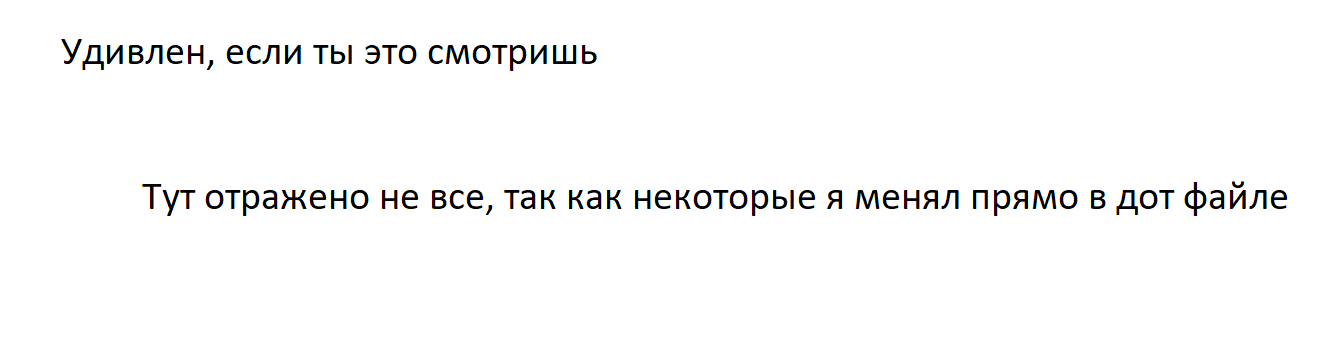 Удивлен, если ты это смотришь
Тут отражено не все, так как некоторые я менял прямо в дот файле